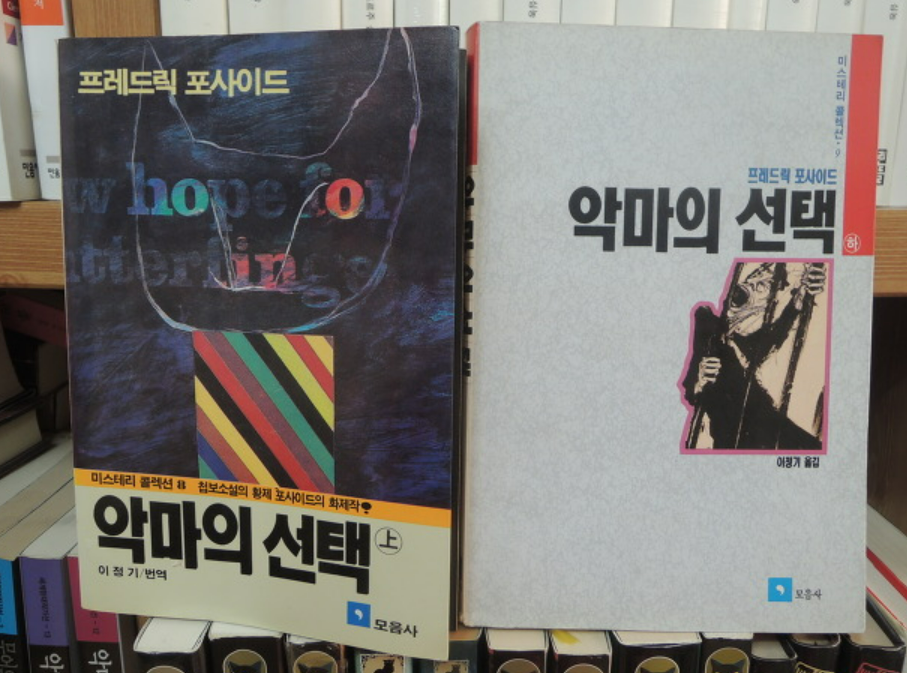 프레드릭 포사이드
w hope for
tterfinge
미스테리 콜렉션 8 첩보소설의 황제 포사이드의 화제작!
악마의 선택 上
이 정 기/번역
모음사
미스테리 콜렉션·9
프레드릭 포사이드
악마의 선택 下
이정기 옮김
모음사